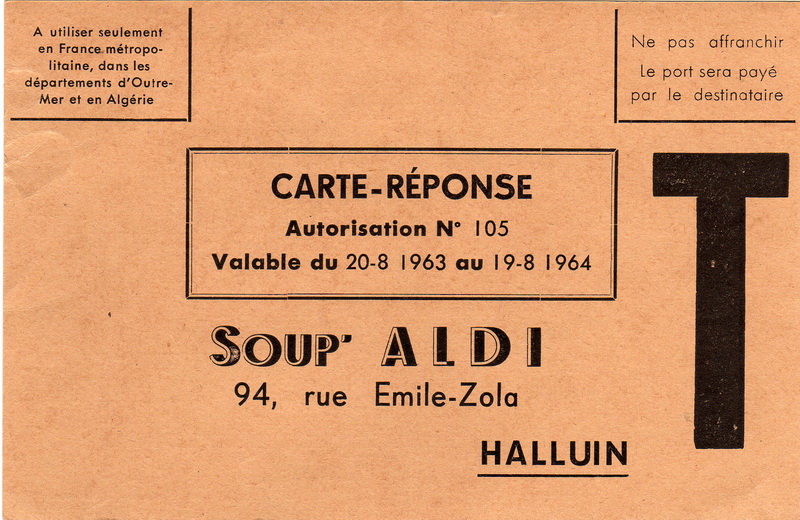 A utiliser seulement
en France métropo-
litaine, dans les
départements d'Outre-
Mer et en Algérie
Ne pas affranchir
Le port sera payé
par le destinataire
T
CARTE-RÉPONSE
Autorisation N° 105
Valable du 20-8 1963 au 19-8 1964
SOUP' ALDI
94, rue Emile-Zola
HALLUIN